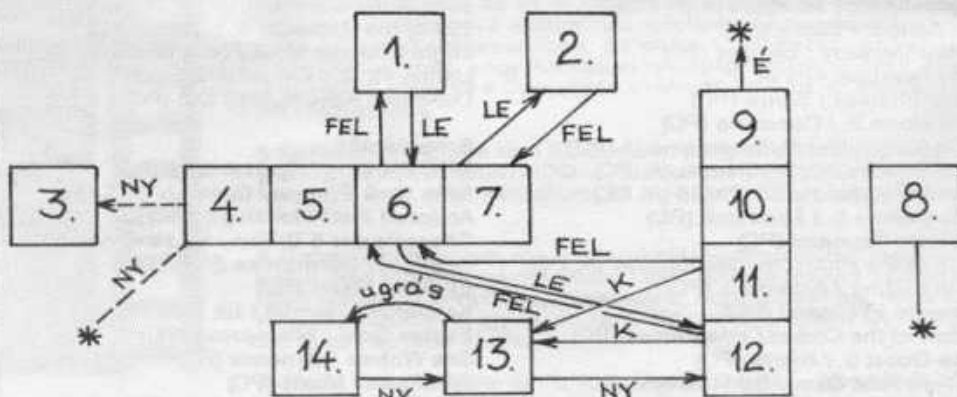 1.
2.
*
É
FEL
LE
LE
FEL
9
3.
NY
4.
5.
6.
7.
10.
8.
NY
FEL
K
LE
FEL
11.
*
ugrás
K
*
14.
13.
12.
NY
NY